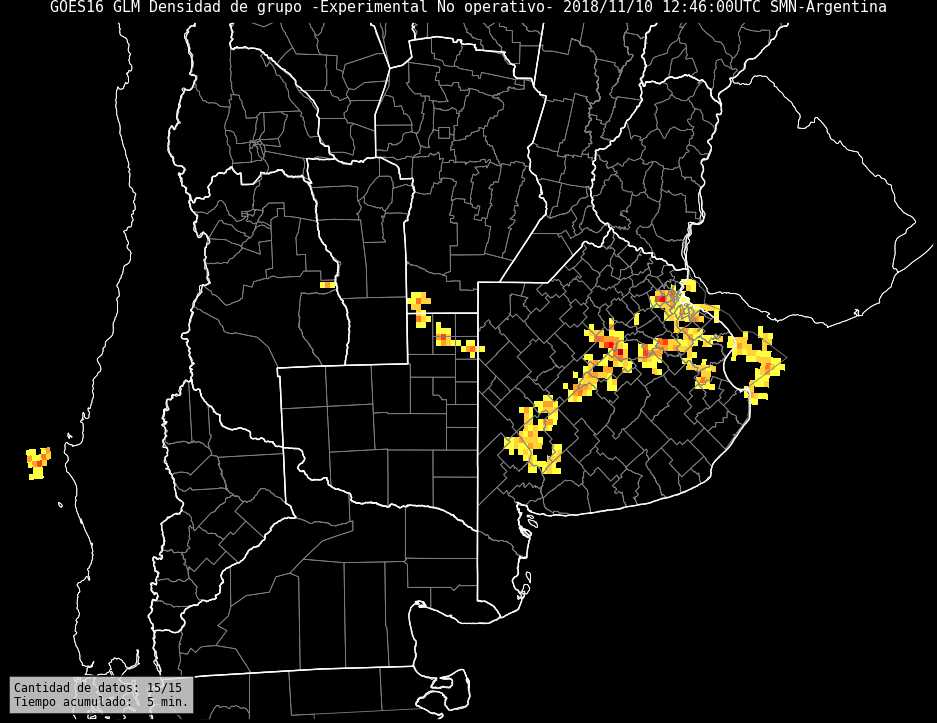 GOES16 GLM Densidad de grupo -Experimental No operativo- 2018/11/10 12:46:00UTC SMN-Argentina
Cantidad de datos: 15/15
Tiempo acumulado:  5 min.